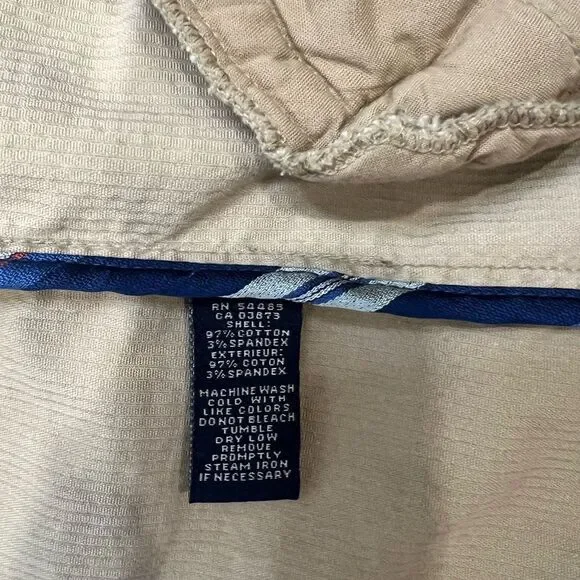 RN 54485
CA 03873
SHELL:
97% COTTON
3% SPANDEX
EXTERIEUR:
97% COTON
3% SPANDEX
MACHINE WASH
COLD WITH
LIKE COLORS
DO NOT BLEACH
TUMBLE
DRY LOW
REMOVE
PROMPTLY
STEAM IRON
IF NECESSARY